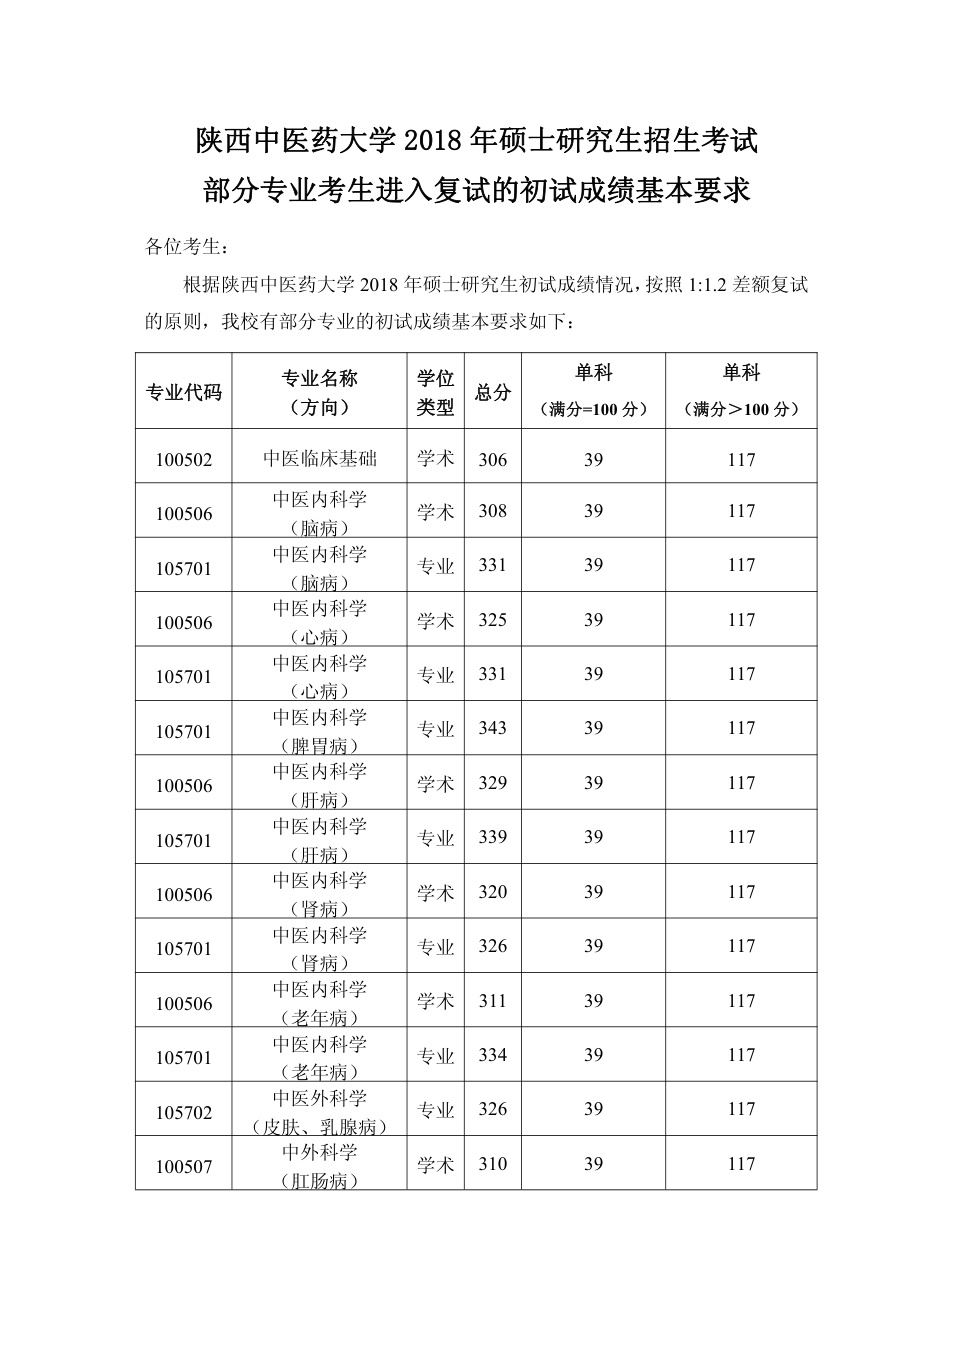 陕西中医药大学 2018 年硕士研究生招生考试
部分专业考生进入复试的初试成绩基本要求
各位考生：
根据陕西中医药大学 2018 年硕士研究生初试成绩情况，按照 1:1.2 差额复试
的原则，我校有部分专业的初试成绩基本要求如下：
专业代码 专业名称（方向） 学位类型 总分 单科（满分=100 分） 单科（满分＞100 分）
100502 中医临床基础 学术 306 39 117
100506 中医内科学（脑病） 学术 308 39 117
105701 中医内科学（脑病） 专业 331 39 117
100506 中医内科学（心病） 学术 325 39 117
105701 中医内科学（心病） 专业 331 39 117
105701 中医内科学（脾胃病） 专业 343 39 117
100506 中医内科学（肝病） 学术 329 39 117
105701 中医内科学（肝病） 专业 339 39 117
100506 中医内科学（肾病） 学术 320 39 117
105701 中医内科学（肾病） 专业 326 39 117
100506 中医内科学（老年病） 学术 311 39 117
105701 中医内科学（老年病） 专业 334 39 117
105702 中医外科学（皮肤、乳腺病） 专业 326 39 117
100507 中外科学（肛肠病） 学术 310 39 117